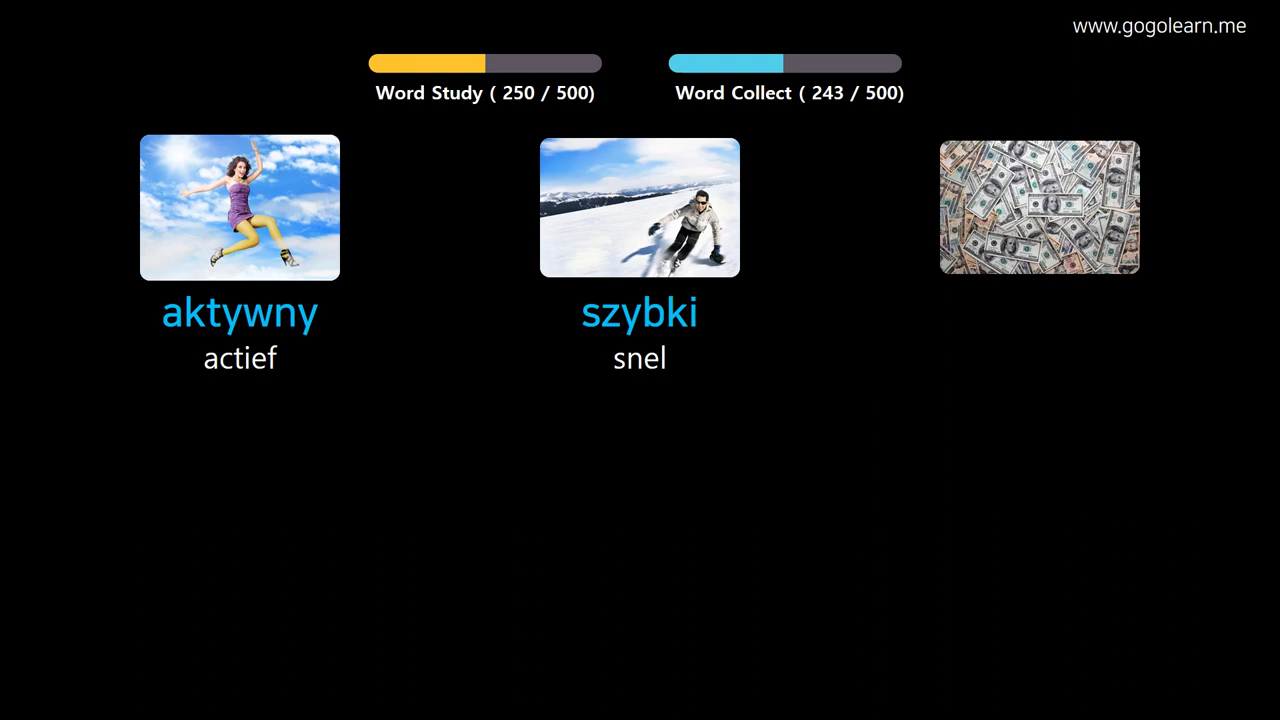 www.gogolearn.me
Word Study ( 250 / 500)
Word Collect ( 243 / 500)
aktywny
actief
szybki
snel